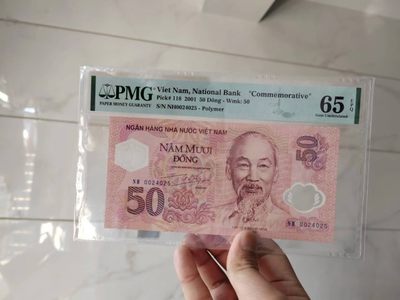 PMG
PAPER MONEY GUARANTY
Viet Nam, National Bank "Commemorative"
Pick# 118 2001 50 Dông - Wmk: 50
S/N NH0024025 - Polymer
65 EPQ
Gem Uncirculated
NGÂN HÀNG NHÀ NƯỚC VIỆT NAM
NĂM MƯƠI
ĐỒNG
50
NH 0024025
50
NH 0024025